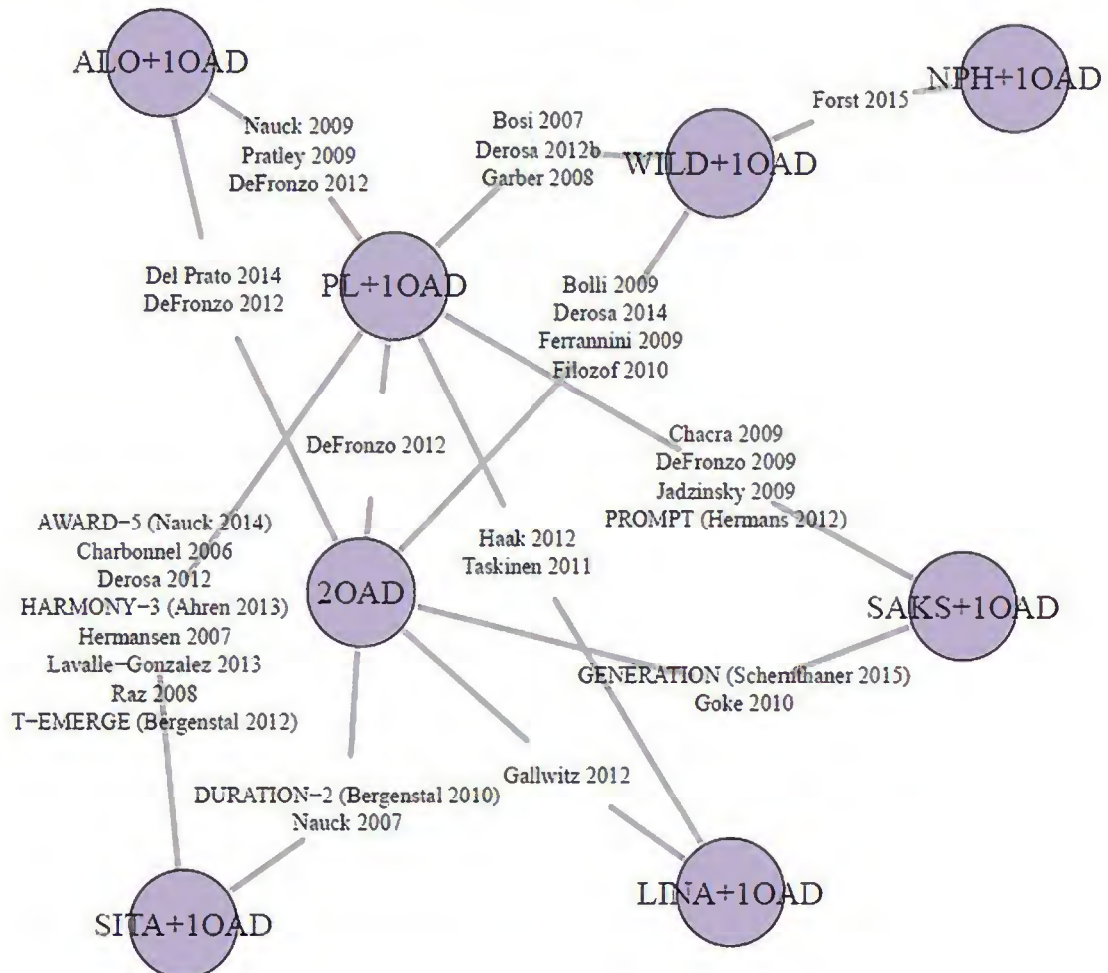 ALO+1OAD
NPH+1OAD
Forst 2015
Nauck 2009
Pratley 2009
DeFronzo 2012
Bosi 2007
Derosa 2012b
Garber 2008
WILD+1OAD
Del Prato 2014
DeFronzo 2012
PL+1OAD
Bolli 2009
Derosa 2014
Ferrannini 2009
Filozof 2010
DeFronzo 2012
Chacra 2009
DeFronzo 2009
Jadzinsky 2009
PROMPT (Hermans 2012)
AWARD−5 (Nauck 2014)
Charbonnel 2006
Derosa 2012
HARMONY−3 (Ahren 2013)
Hermansen 2007
Lavalle−Gonzalez 2013
Raz 2008
T−EMERGE (Bergenstal 2012)
Haak 2012
Taskinen 2011
2OAD
SAKS+1OAD
GENERATION (Schernthaner 2015)
Goke 2010
Gallwitz 2012
DURATION−2 (Bergenstal 2010)
Nauck 2007
SITA+1OAD
LINA+1OAD